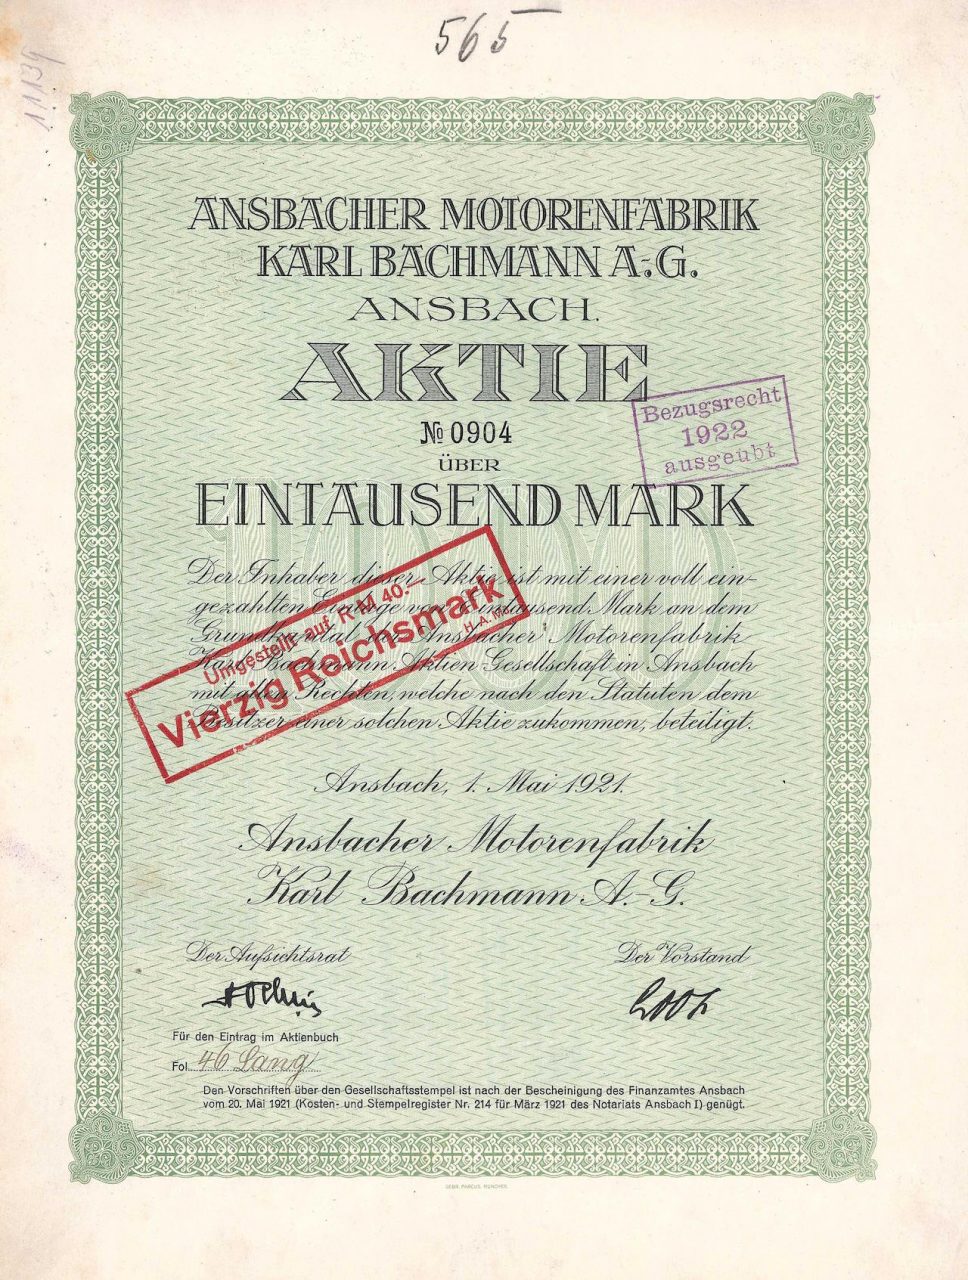 565
ANSBACHER MOTORENFABRIK
KARL BACHMANN A.-G.
ANSBACH.
AKTIE
№ 0904
Bezugsrecht
1922
ausgeübt
ÜBER
EINTAUSEND MARK
1000
Der Inhaber dieser Aktie ist mit einer voll ein-
gezahlten Einlage von Eintausend Mark an dem
Grundkapital der Ansbacher Motorenfabrik
Karl Bachmann Aktien-Gesellschaft in Ansbach
mit allen Rechten, welche nach den Statuten dem
Besitzer einer solchen Aktie zukommen, beteiligt.
Umgestellt auf R M 40.-
Vierzig Reichsmark
Ansbach, 1. Mai 1921.
Ansbacher Motorenfabrik
Karl Bachmann A.-G.
Der Aufsichtsrat
Der Vorstand
Für den Eintrag im Aktienbuch
Fol. 46 Lang
Den Vorschriften über den Gesellschaftsstempel ist nach der Bescheinigung des Finanzamtes Ansbach
vom 20. Mai 1921 (Kosten- und Stempelregister Nr. 214 für März 1921 des Notariats Ansbach I) genügt.
GEBR. PARCUS, MÜNCHEN.